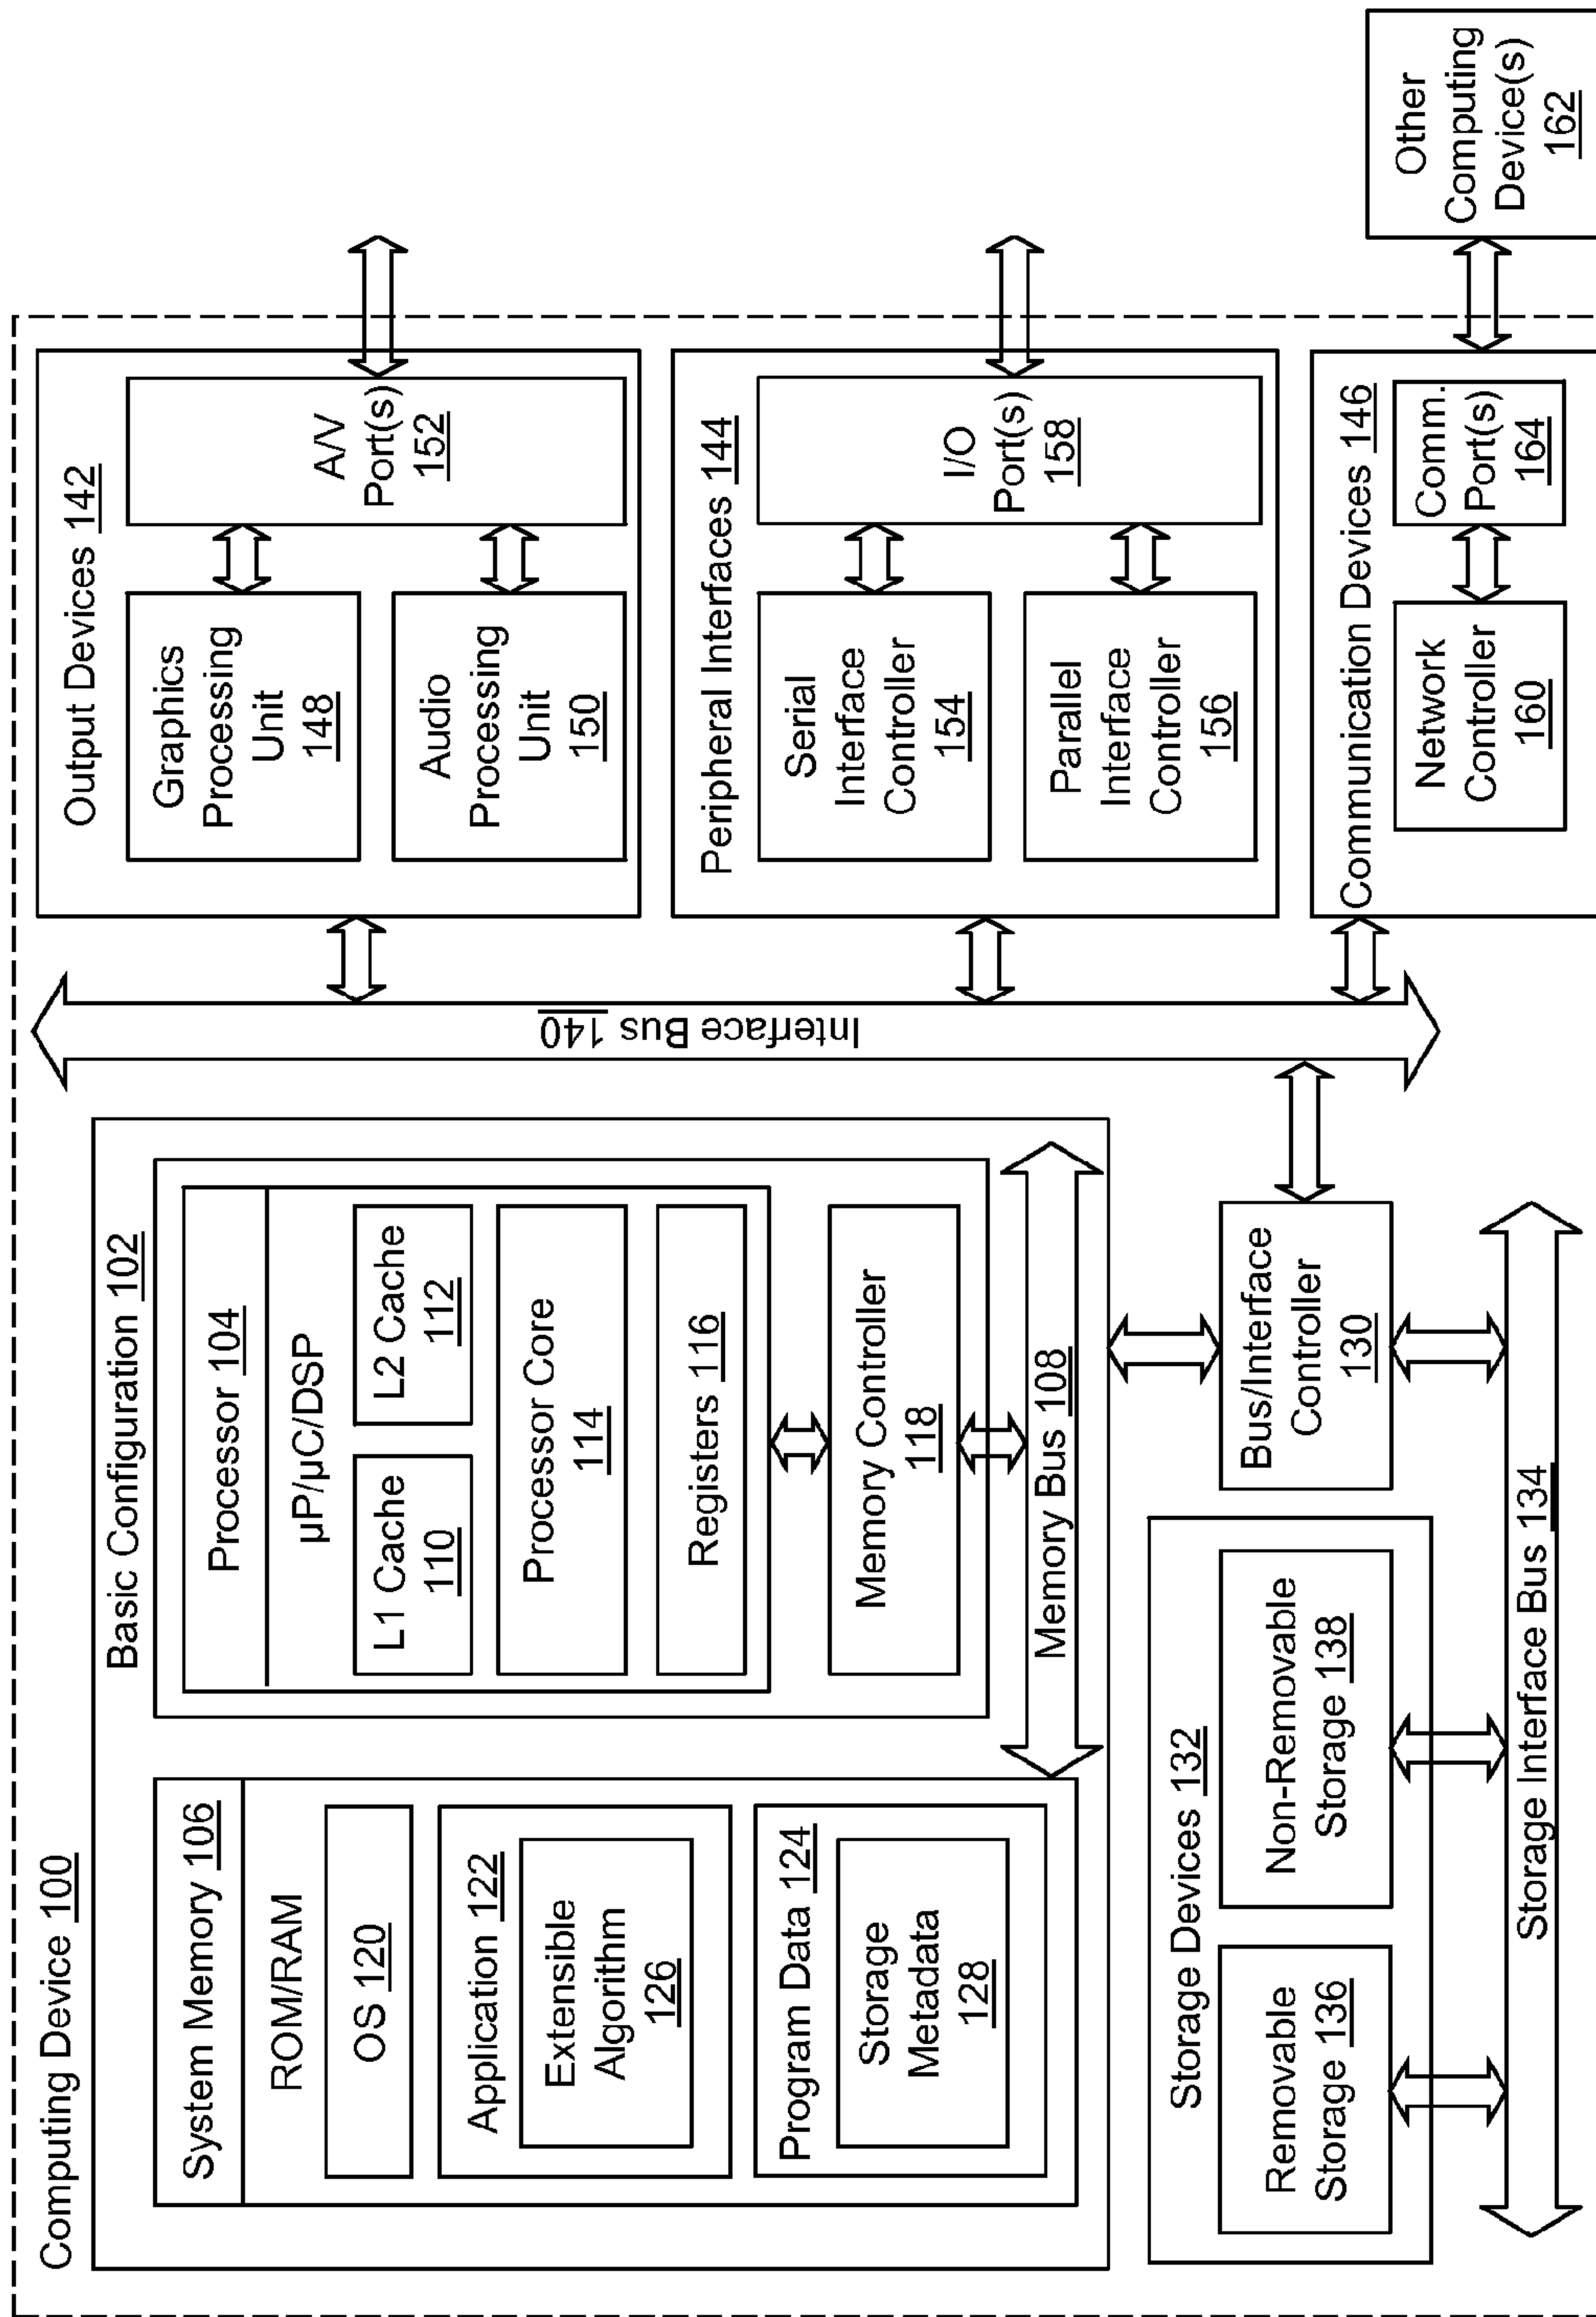 Computing Device 100
Basic Configuration 102
System Memory 106
ROM/RAM
OS 120
Application 122
Extensible
Algorithm
126
Program Data 124
Storage
Metadata
128
Processor 104
µP/µC/DSP
L1 Cache
110
L2 Cache
112
Processor Core
114
Registers 116
Memory Controller
118
Memory Bus 108
Bus/Interface
Controller
130
Storage Devices 132
Removable
Storage 136
Non-Removable
Storage 138
Storage Interface Bus 134
Interface Bus 140
Output Devices 142
Graphics
Processing
Unit
148
Audio
Processing
Unit
150
A/V
Port(s)
152
Peripheral Interfaces 144
Serial
Interface
Controller
154
Parallel
Interface
Controller
156
I/O
Port(s)
158
Communication Devices 146
Network
Controller
160
Comm.
Port(s)
164
Other
Computing
Device(s)
162